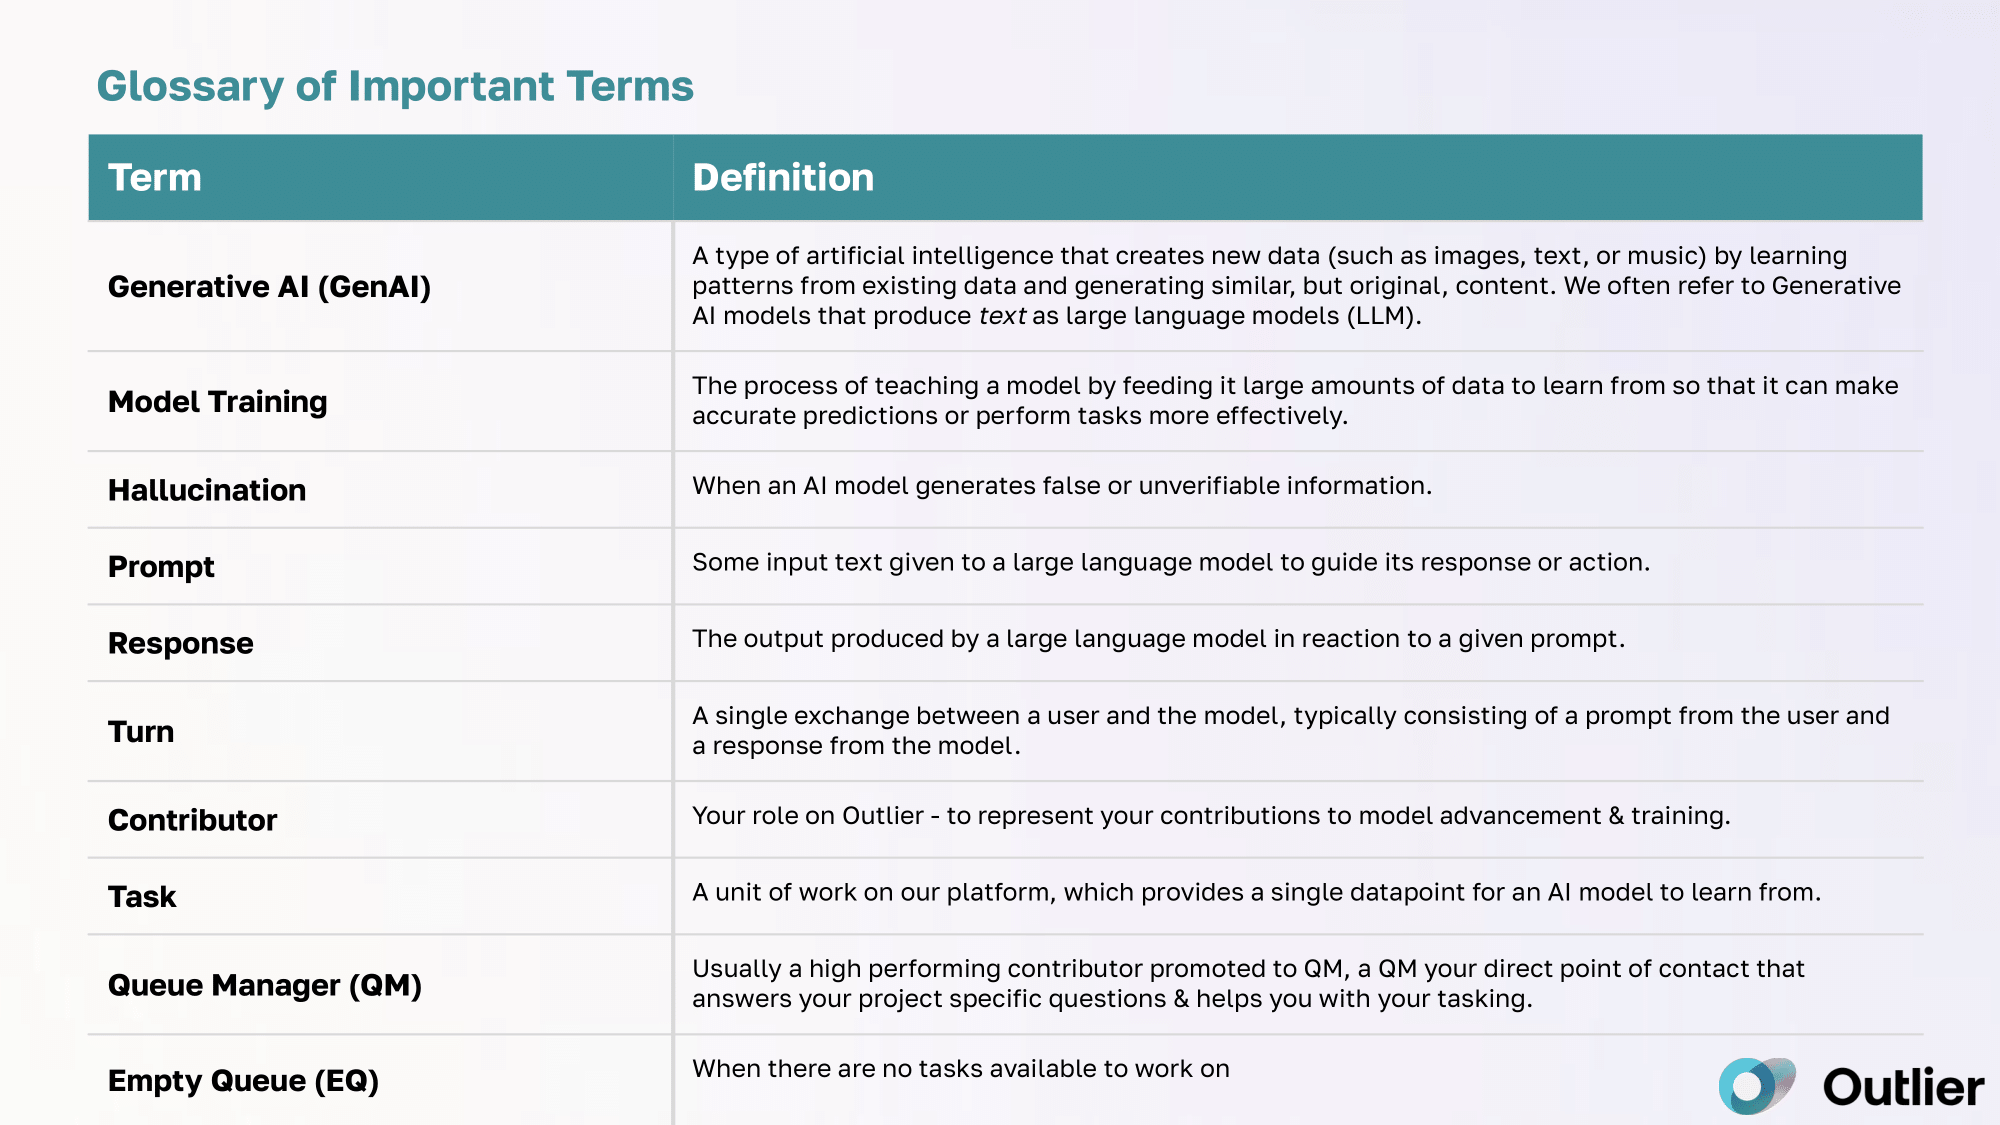 Glossary of Important Terms
Term
Definition
Generative AI (GenAI)
A type of artificial intelligence that creates new data (such as images, text, or music) by learning
patterns from existing data and generating similar, but original, content. We often refer to Generative
AI models that produce text as large language models (LLM).
Model Training
The process of teaching a model by feeding it large amounts of data to learn from so that it can make
accurate predictions or perform tasks more effectively.
Hallucination
When an AI model generates false or unverifiable information.
Prompt
Some input text given to a large language model to guide its response or action.
Response
The output produced by a large language model in reaction to a given prompt.
Turn
A single exchange between a user and the model, typically consisting of a prompt from the user and
a response from the model.
Contributor
Your role on Outlier - to represent your contributions to model advancement & training.
Task
A unit of work on our platform, which provides a single datapoint for an AI model to learn from.
Queue Manager (QM)
Usually a high performing contributor promoted to QM, a QM your direct point of contact that
answers your project specific questions & helps you with your tasking.
Empty Queue (EQ)
When there are no tasks available to work on
Outlier